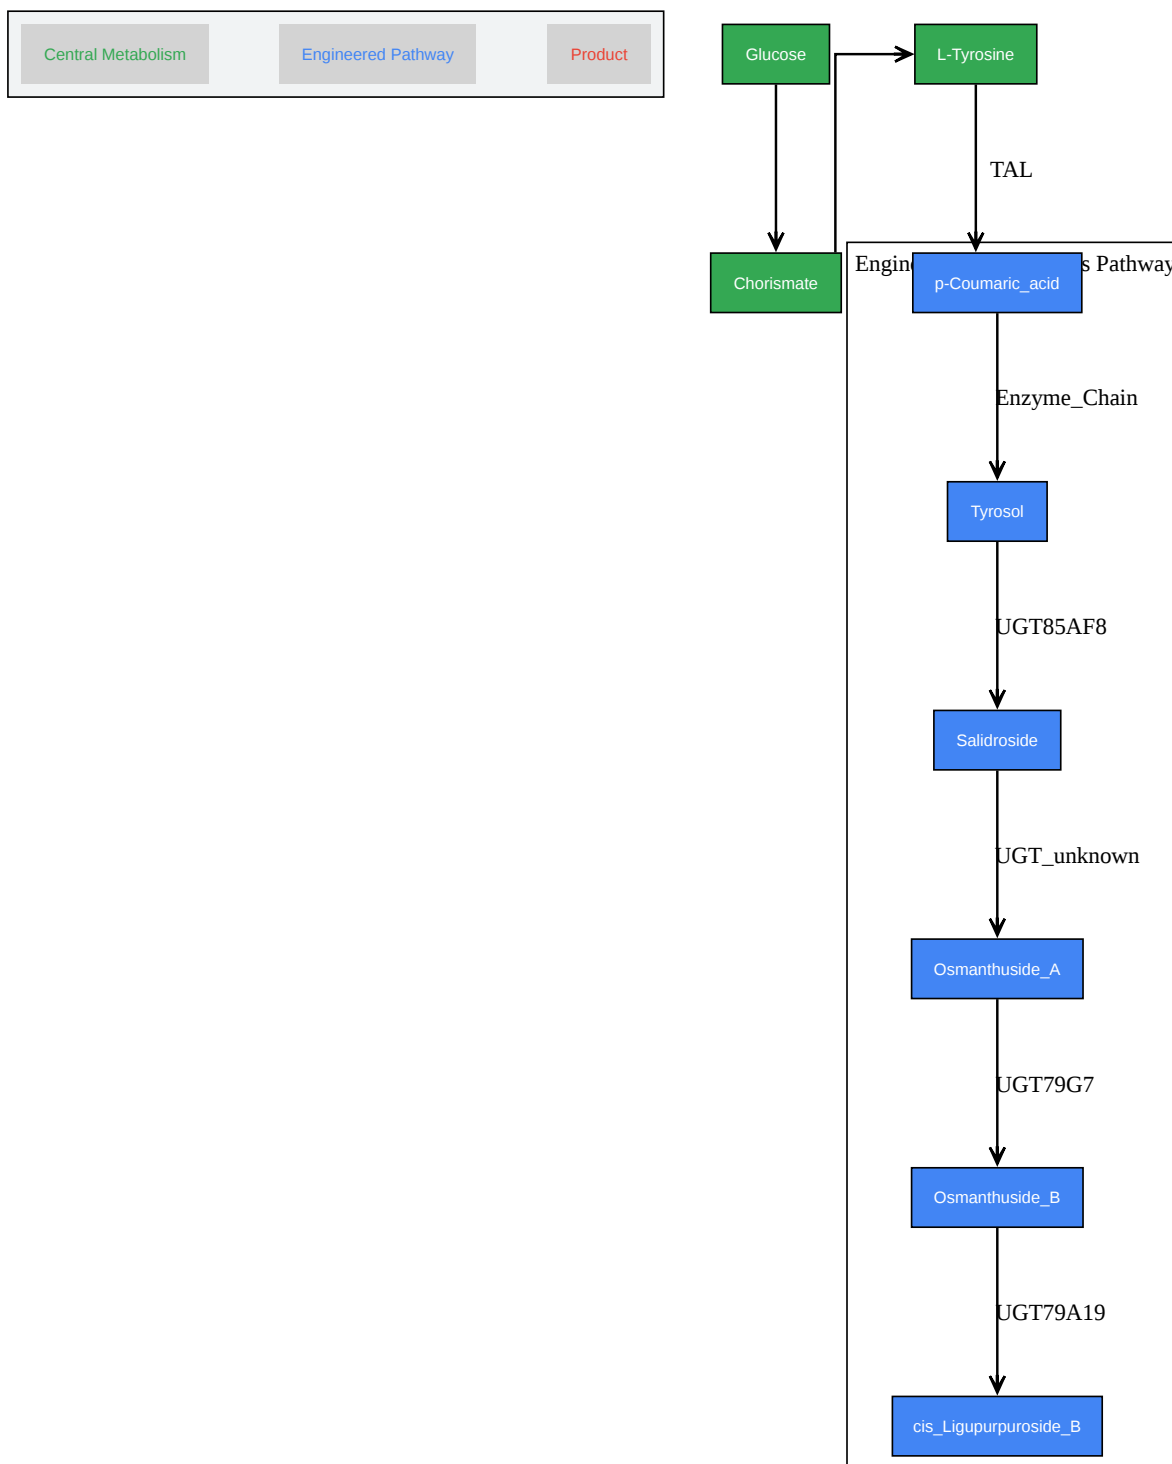 Central Metabolism
Engineered Pathway
Product
Glucose
L-Tyrosine
TAL
s Pathway
Chorismate
p-Coumaric_acid
Enzyme_Chain
Tyrosol
UGT85AF8
Salidroside
UGT_unknown
Osmanthuside_A
UGT79G7
Osmanthuside_B
UGT79A19
cis_Ligupurpuroside_B